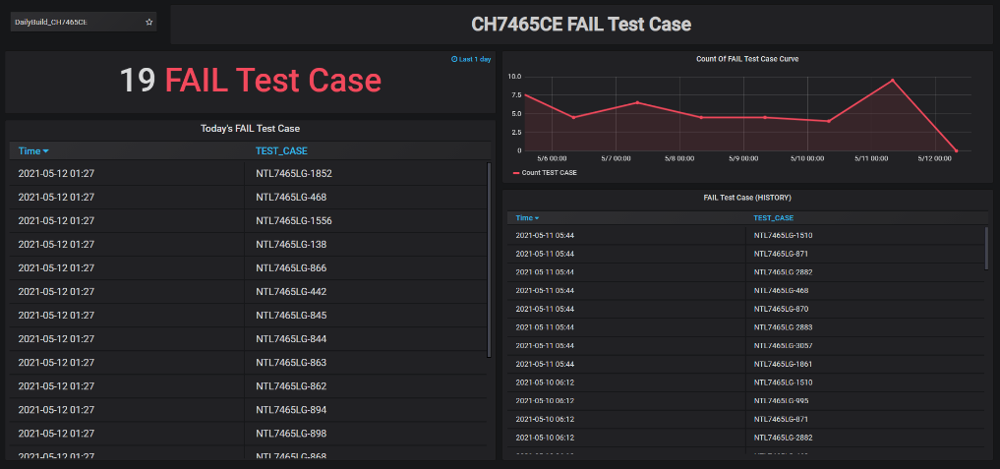 DailyBuild_CH7465CE
CH7465CE FAIL Test Case
Last 1 day
19 FAIL Test Case
Today's FAIL Test Case
Time TEST_CASE
2021-05-12 01:27 NTL7465LG-1852
2021-05-12 01:27 NTL7465LG-468
2021-05-12 01:27 NTL7465LG-1556
2021-05-12 01:27 NTL7465LG-138
2021-05-12 01:27 NTL7465LG-866
2021-05-12 01:27 NTL7465LG-442
2021-05-12 01:27 NTL7465LG-845
2021-05-12 01:27 NTL7465LG-844
2021-05-12 01:27 NTL7465LG-863
2021-05-12 01:27 NTL7465LG-862
2021-05-12 01:27 NTL7465LG-894
2021-05-12 01:27 NTL7465LG-898
2021-05-12 01:27 NTL7465LG-868
Count Of FAIL Test Case Curve
10.0
7.5
5.0
2.5
0
5/6 00:00 5/7 00:00 5/8 00:00 5/9 00:00 5/10 00:00 5/11 00:00 5/12 00:00
Count TEST CASE
FAIL Test Case (HISTORY)
Time TEST_CASE
2021-05-11 05:44 NTL7465LG-1510
2021-05-11 05:44 NTL7465LG-871
2021-05-11 05:44 NTL7465LG-2882
2021-05-11 05:44 NTL7465LG-468
2021-05-11 05:44 NTL7465LG-870
2021-05-11 05:44 NTL7465LG-2883
2021-05-11 05:44 NTL7465LG-3057
2021-05-11 05:44 NTL7465LG-1861
2021-05-10 06:12 NTL7465LG-1510
2021-05-10 06:12 NTL7465LG-995
2021-05-10 06:12 NTL7465LG-871
2021-05-10 06:12 NTL7465LG-2882